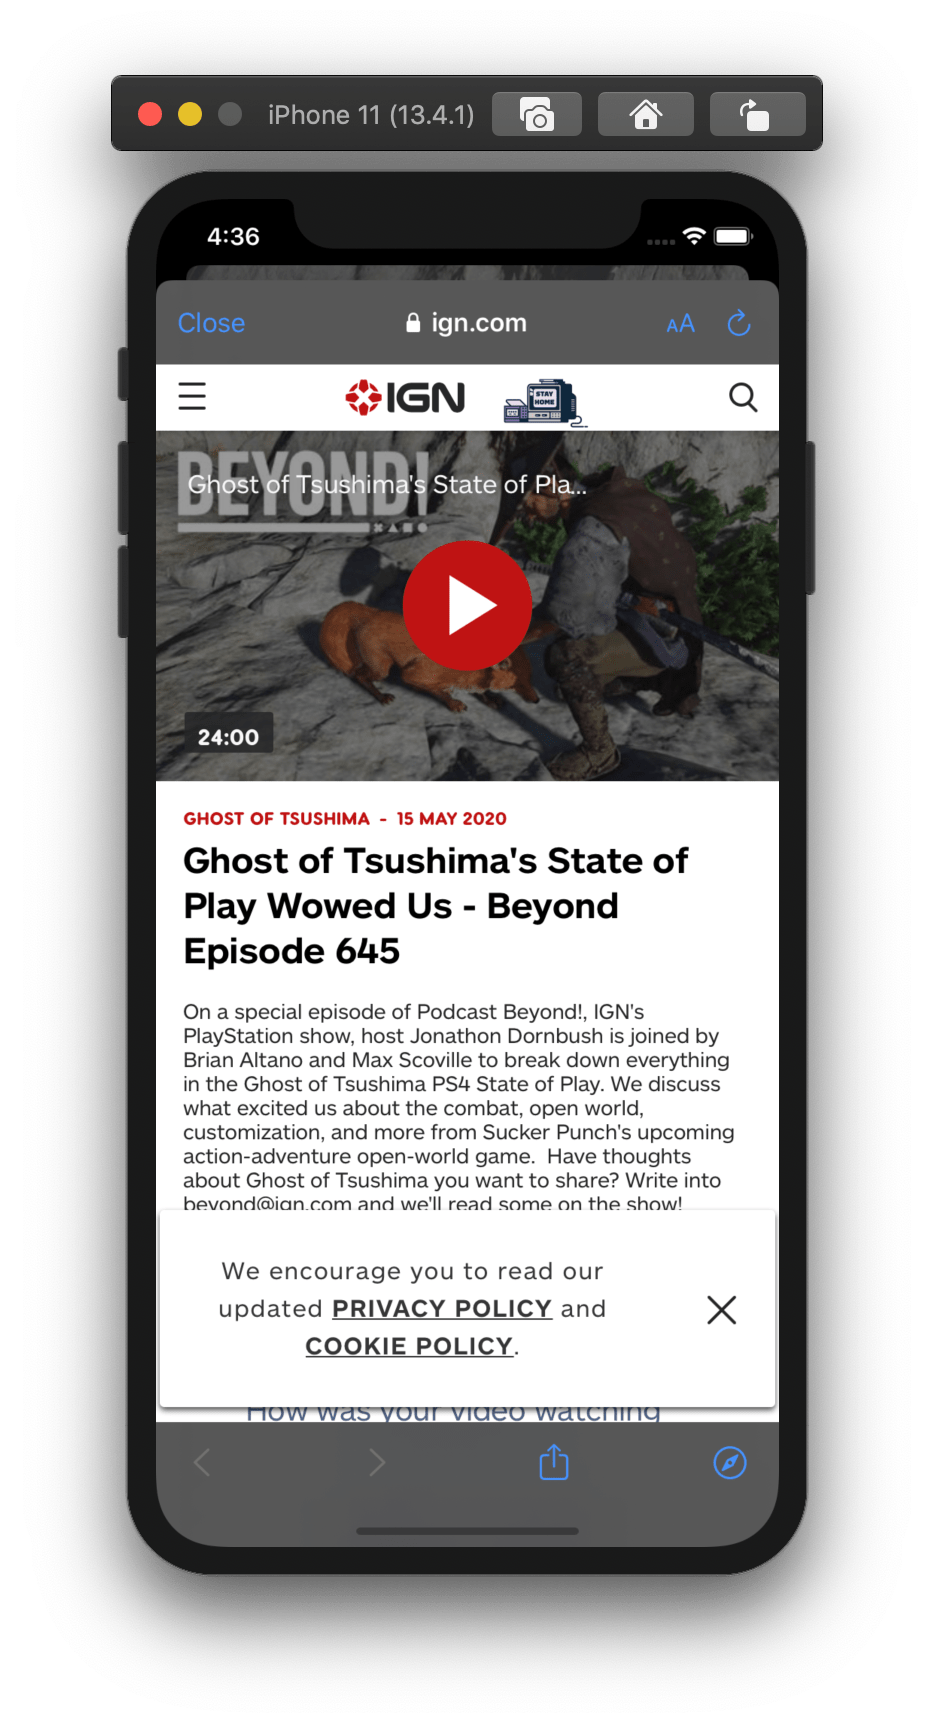 iPhone 11 (13.4.1)
4:36
Close
ign.com
AA
IGN
STAY
HOME
BEYOND!
Ghost of Tsushima's State of Pla...
24:00
GHOST OF TSUSHIMA - 15 MAY 2020
Ghost of Tsushima's State of
Play Wowed Us - Beyond
Episode 645
On a special episode of Podcast Beyond!, IGN's
PlayStation show, host Jonathon Dornbush is joined by
Brian Altano and Max Scoville to break down everything
in the Ghost of Tsushima PS4 State of Play. We discuss
what excited us about the combat, open world,
customization, and more from Sucker Punch's upcoming
action-adventure open-world game.  Have thoughts
about Ghost of Tsushima you want to share? Write into
beyond@ign.com and we'll read some on the show!
We encourage you to read our
updated PRIVACY POLICY and
COOKIE POLICY.
How was your video watching